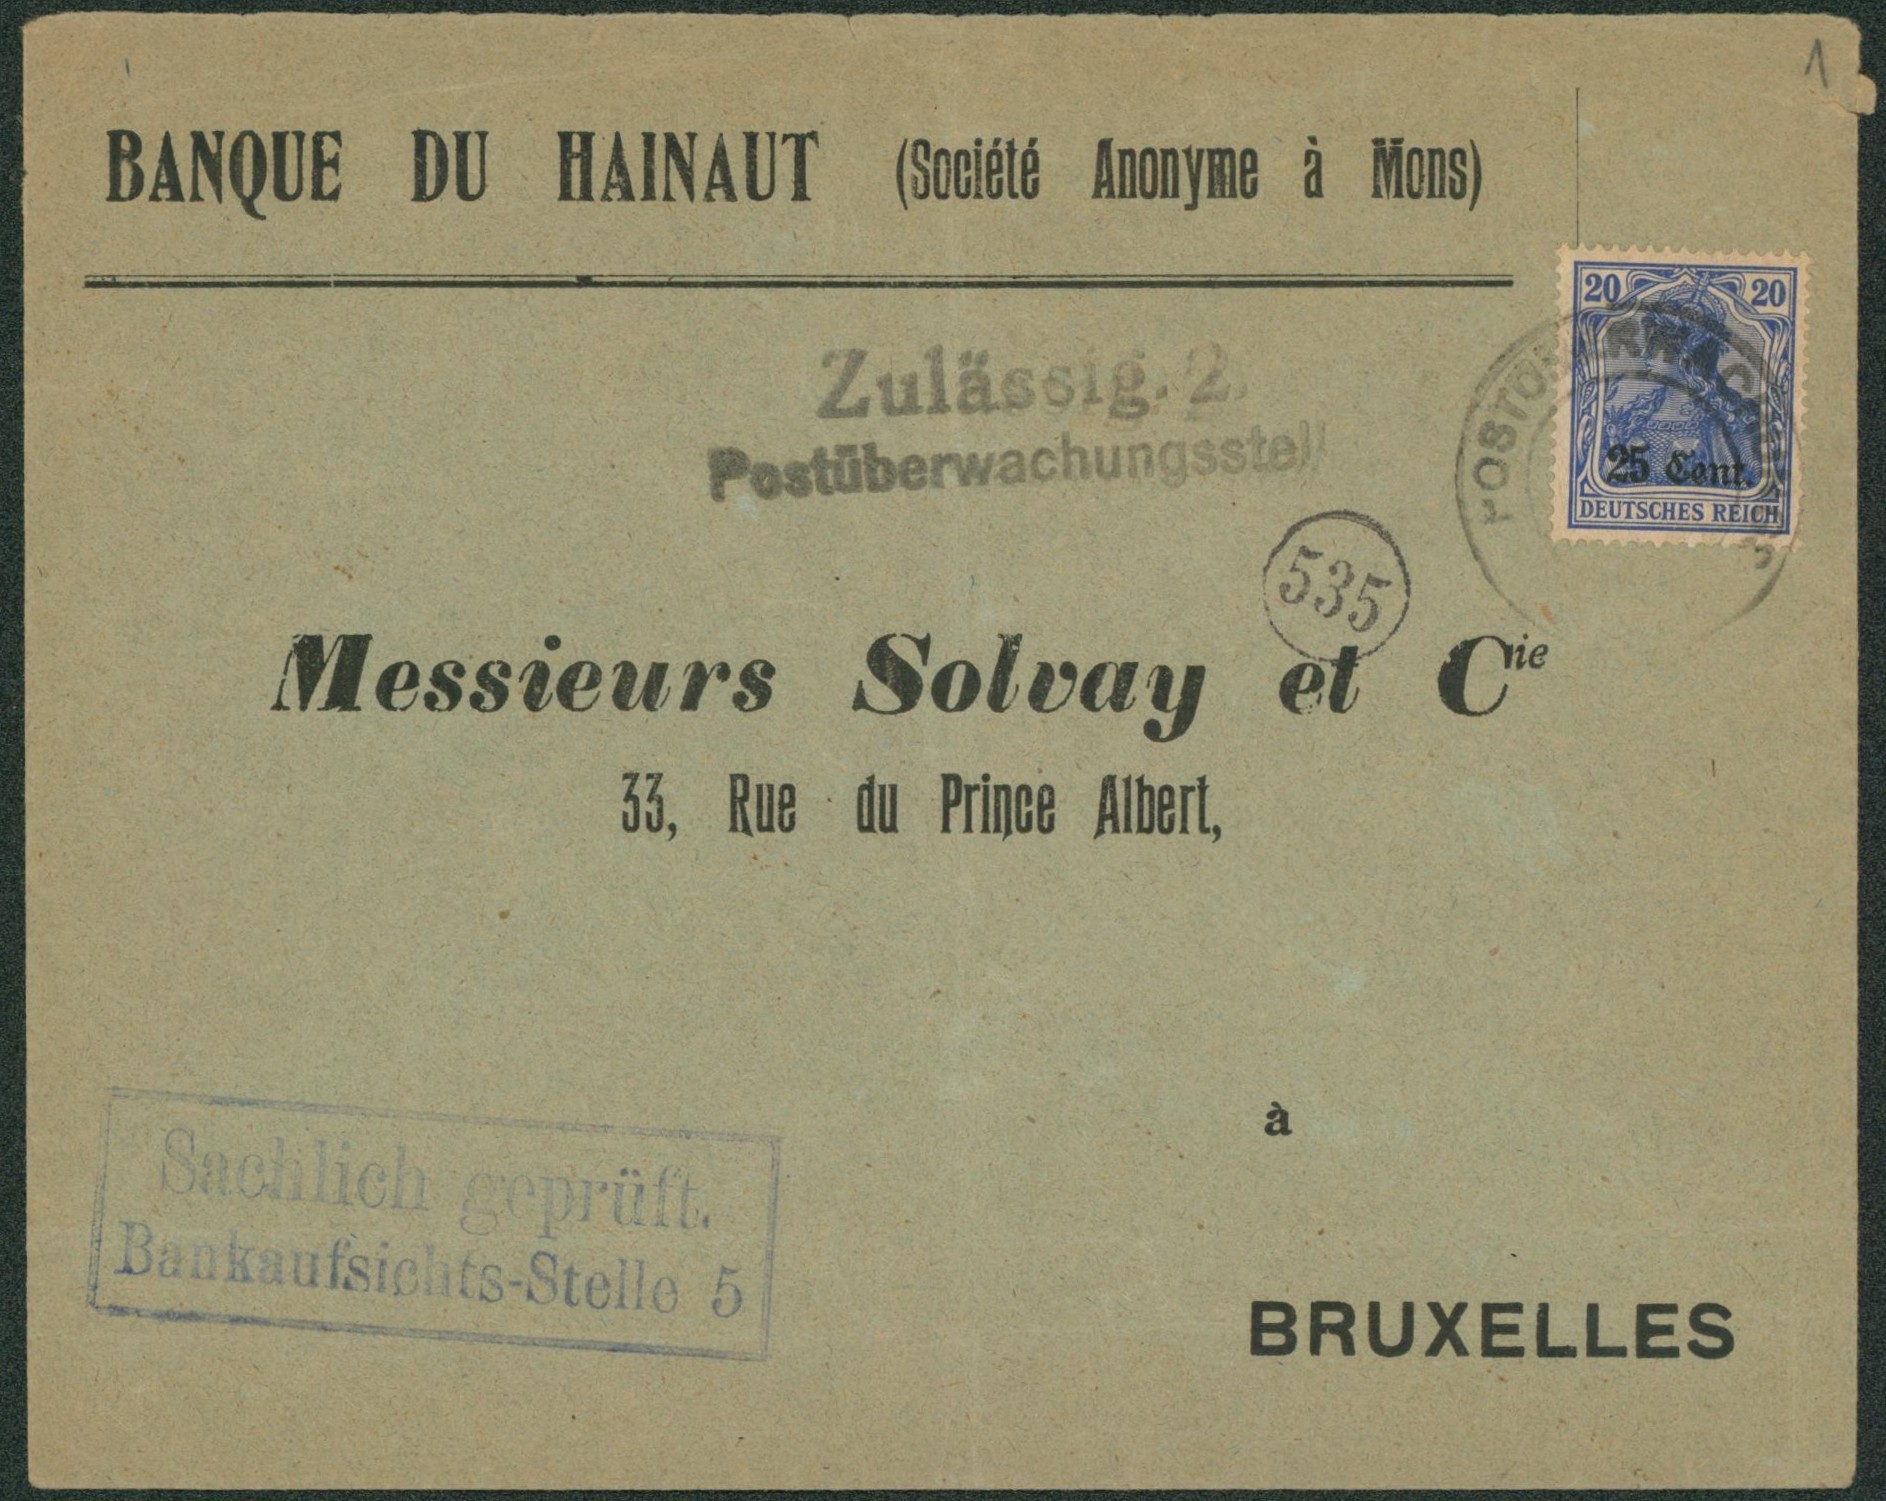 1
BANQUE DU HAINAUT (Société Anonyme à Mons)
20 20
25 Cent.
DEUTSCHES REICH
Zulässig. 2.
Postüberwachungsstell
535
Messieurs Solvay et Cie
33, Rue du Prince Albert,
à
Sachlich geprüft.
Bankaufsichts-Stelle 5
BRUXELLES